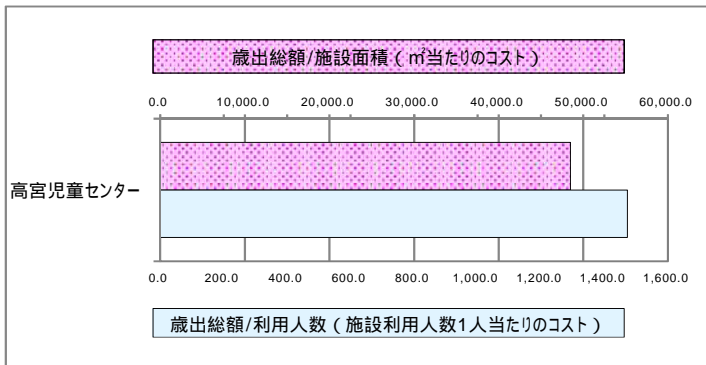 歳出総額/施設面積(㎡当たりのコスト)
0.0 10,000.0 20,000.0 30,000.0 40,000.0 50,000.0 60,000.0
高宮児童センター
0.0 200.0 400.0 600.0 800.0 1,000.0 1,200.0 1,400.0 1,600.0
歳出総額/利用人数(施設利用人数1人当たりのコスト)